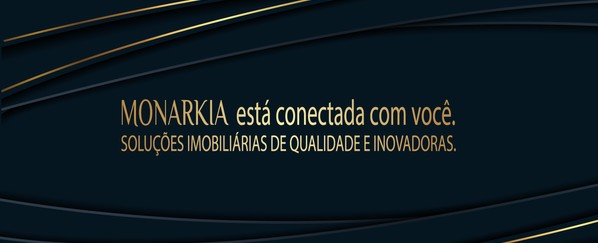 MONARKIA está conectada com você.
SOLUÇÕES IMOBILIÁRIAS DE QUALIDADE E INOVADORAS.